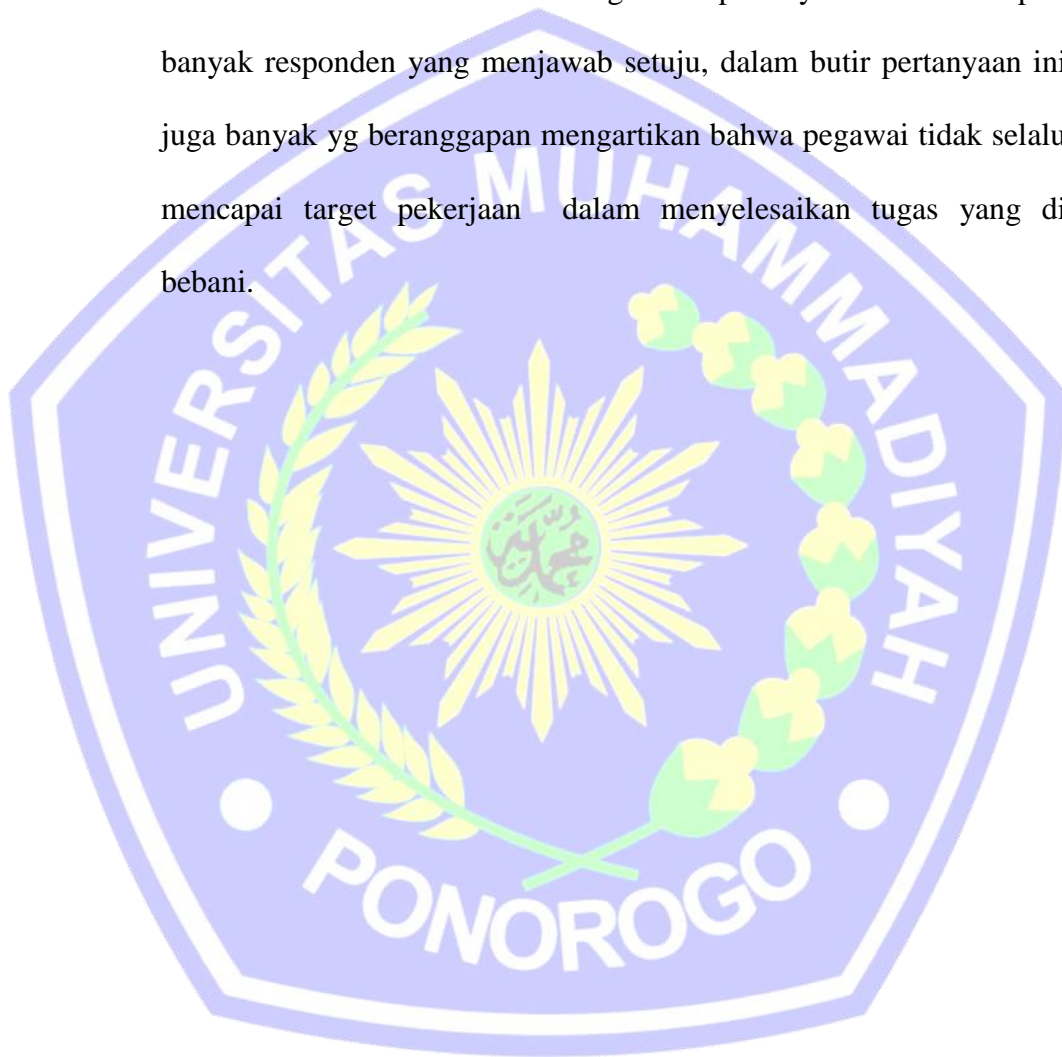 banyak responden yang menjawab setuju, dalam butir pertanyaan ini
juga banyak yg beranggapan mengartikan bahwa pegawai tidak selalu
mencapai target pekerjaan dalam menyelesaikan tugas yang di
bebani.
UNIVERSITAS MUHAMMADIYAH
PONOROGO